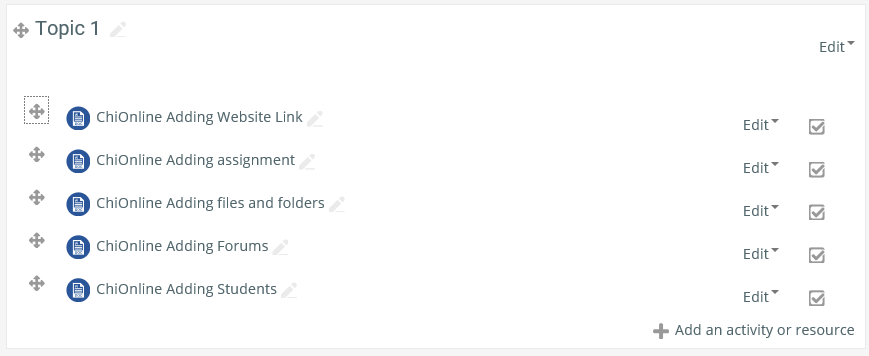 Topic 1
Edit
ChiOnline Adding Website Link
Edit
ChiOnline Adding assignment
Edit
ChiOnline Adding files and folders
Edit
ChiOnline Adding Forums
Edit
ChiOnline Adding Students
Edit
Add an activity or resource